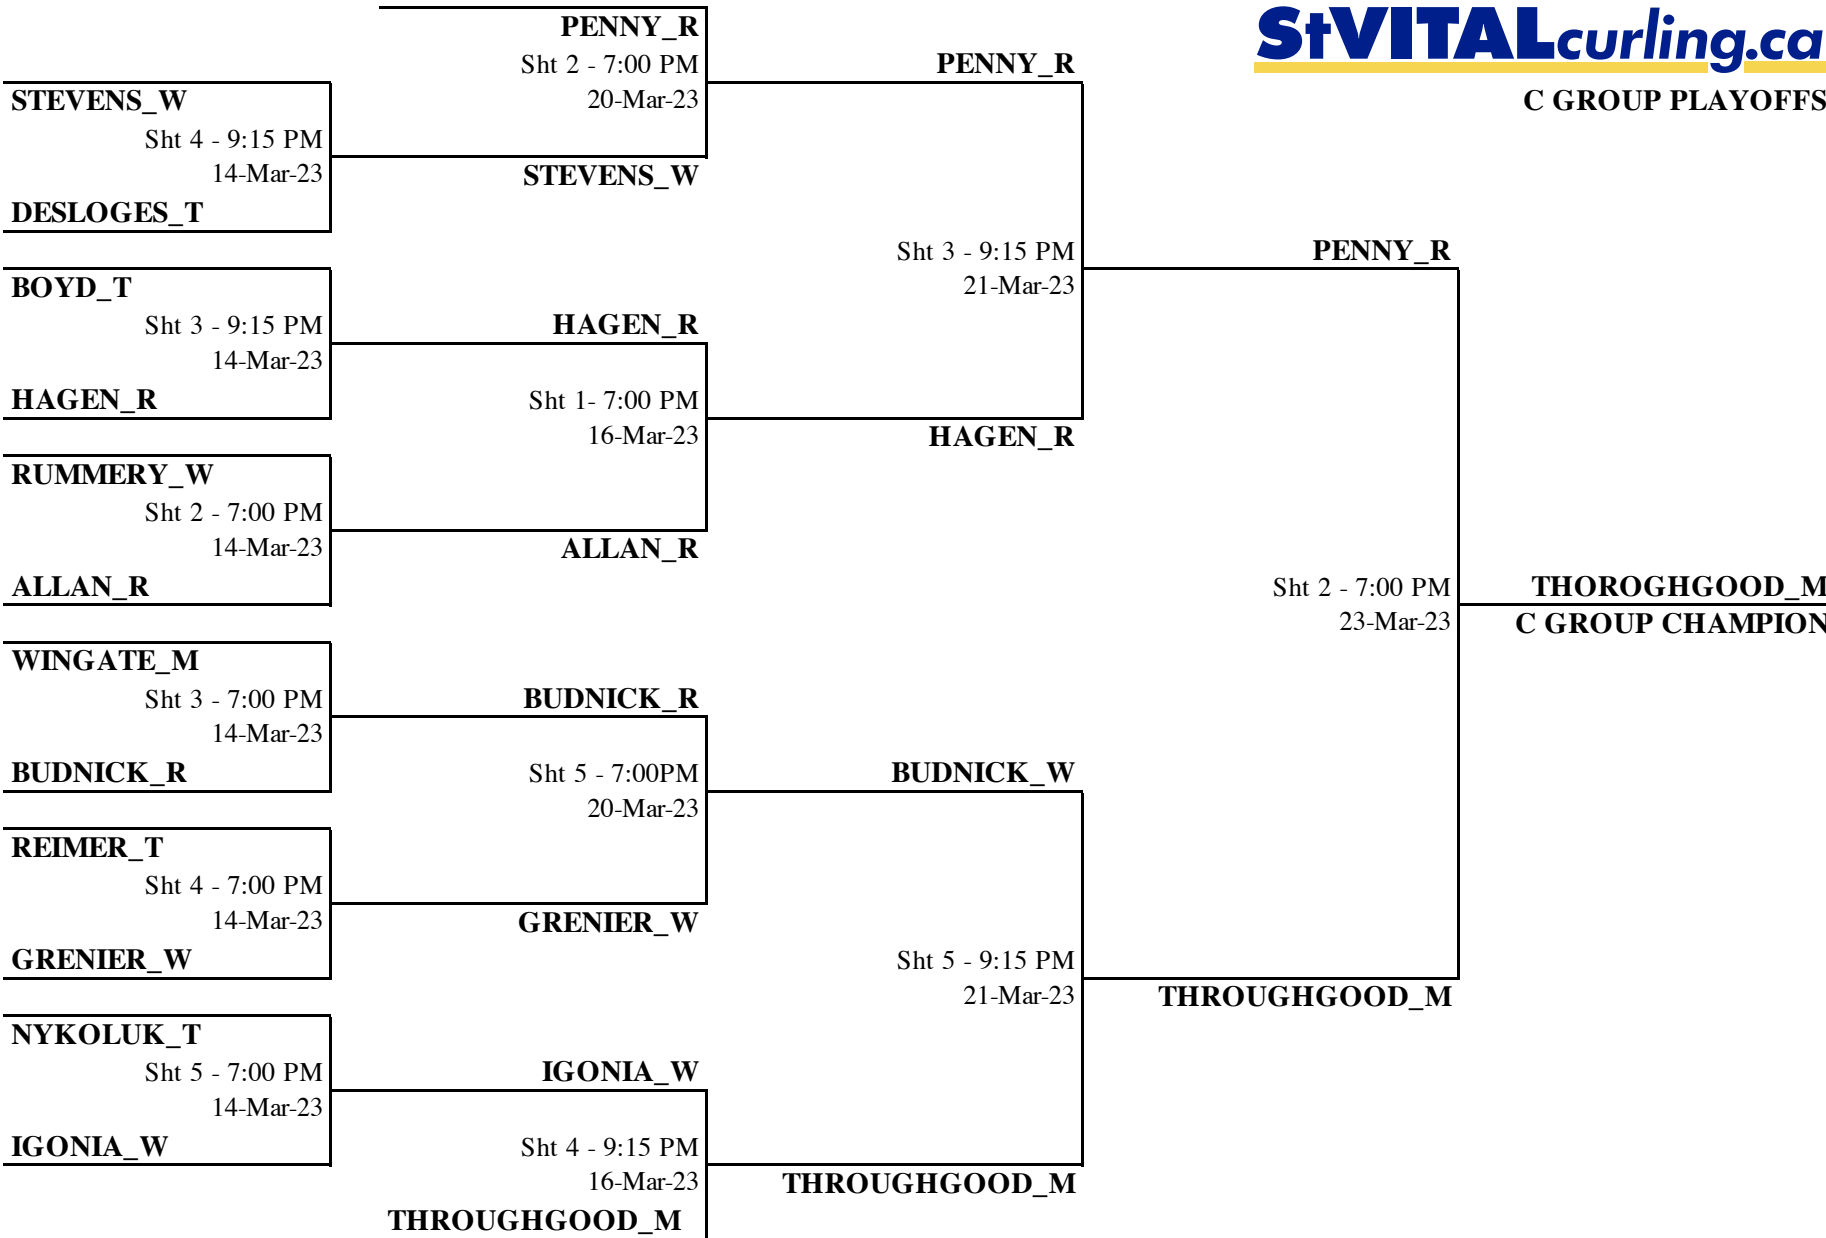 StVITALcurling.ca
C GROUP PLAYOFFS
STEVENS_W
Sht 4 - 9:15 PM
14-Mar-23
DESLOGES_T
BOYD_T
Sht 3 - 9:15 PM
14-Mar-23
HAGEN_R
RUMMERY_W
Sht 2 - 7:00 PM
14-Mar-23
ALLAN_R
WINGATE_M
Sht 3 - 7:00 PM
14-Mar-23
BUDNICK_R
REIMER_T
Sht 4 - 7:00 PM
14-Mar-23
GRENIER_W
NYKOLUK_T
Sht 5 - 7:00 PM
14-Mar-23
IGONIA_W
PENNY_R
Sht 2 - 7:00 PM
20-Mar-23
STEVENS_W
HAGEN_R
Sht 1- 7:00 PM
16-Mar-23
ALLAN_R
BUDNICK_R
Sht 5 - 7:00PM
20-Mar-23
GRENIER_W
IGONIA_W
Sht 4 - 9:15 PM
16-Mar-23
THROUGHGOOD_M
PENNY_R
Sht 3 - 9:15 PM
21-Mar-23
HAGEN_R
BUDNICK_W
Sht 5 - 9:15 PM
21-Mar-23
THROUGHGOOD_M
PENNY_R
Sht 2 - 7:00 PM
23-Mar-23
THROUGHGOOD_M
THOROGHGOOD_M
C GROUP CHAMPION